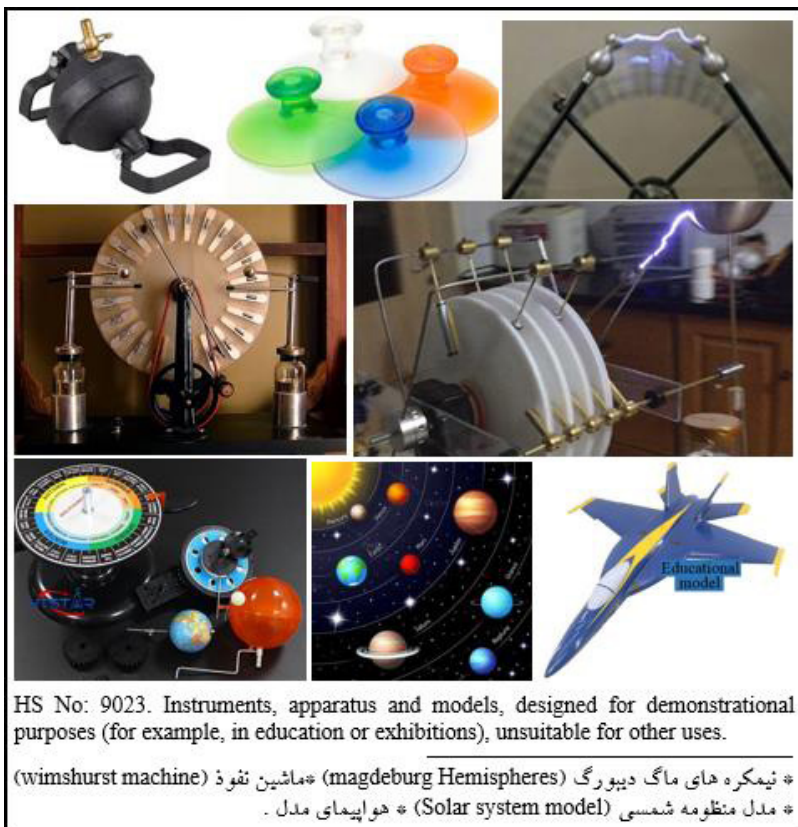 Educational
model
HISTAR
HS No: 9023. Instruments, apparatus and models, designed for demonstrational
purposes (for example, in education or exhibitions), unsuitable for other uses.
* نیمکره های ماگ دیبورگ (magdeburg Hemispheres) *ماشین نفوذ (wimshurst machine)
* مدل منظومه شمسی (Solar system model) * هواپیمای مدل .